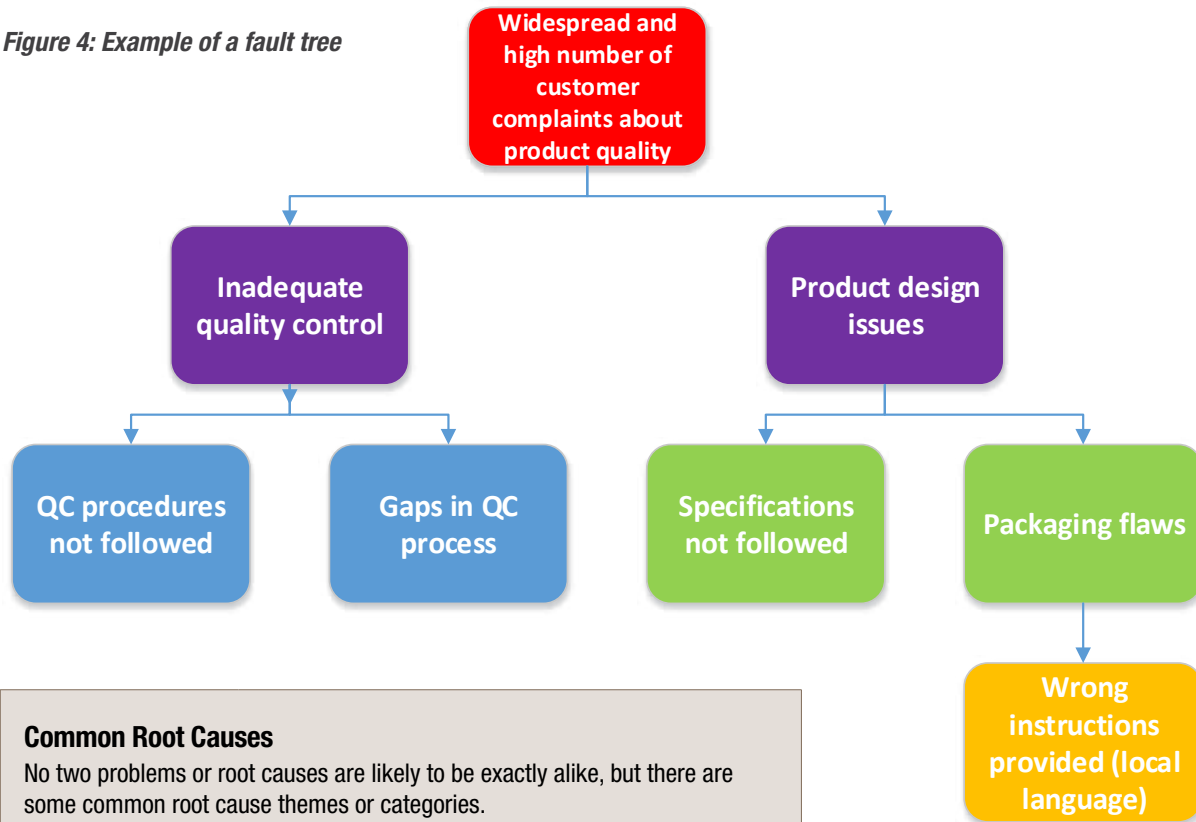 Figure 4: Example of a fault tree
Widespread and
high number of
customer
complaints about
product quality
Inadequate
quality control
Product design
issues
QC procedures
not followed
Gaps in QC
process
Specifications
not followed
Packaging flaws
Wrong
instructions
provided (local
language)
Common Root Causes
No two problems or root causes are likely to be exactly alike, but there are
some common root cause themes or categories.